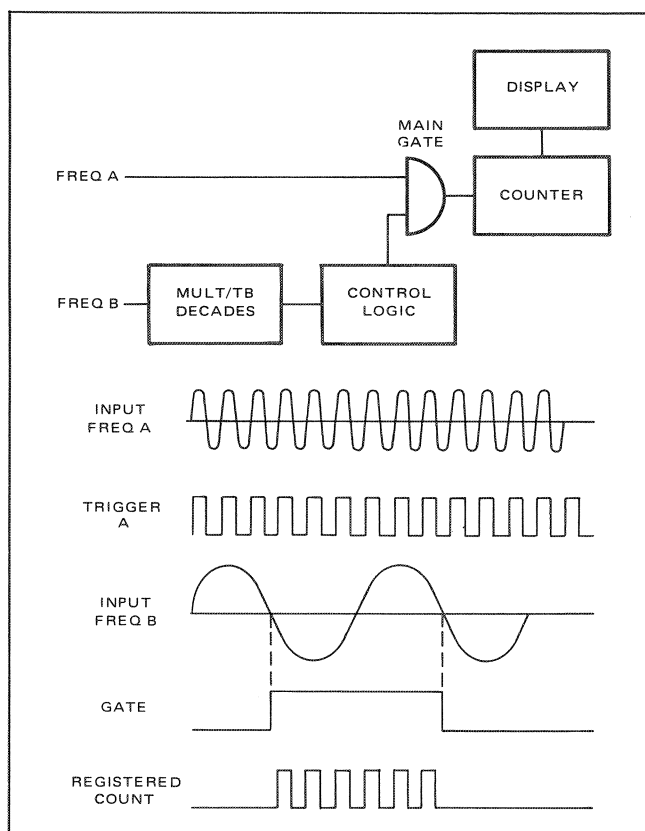 DISPLAY
MAIN
GATE
FREQ A
COUNTER
FREQ B
MULT/TB
DECADES
CONTROL
LOGIC
INPUT
FREQ A
TRIGGER
A
INPUT
FREQ B
GATE
REGISTERED
COUNT